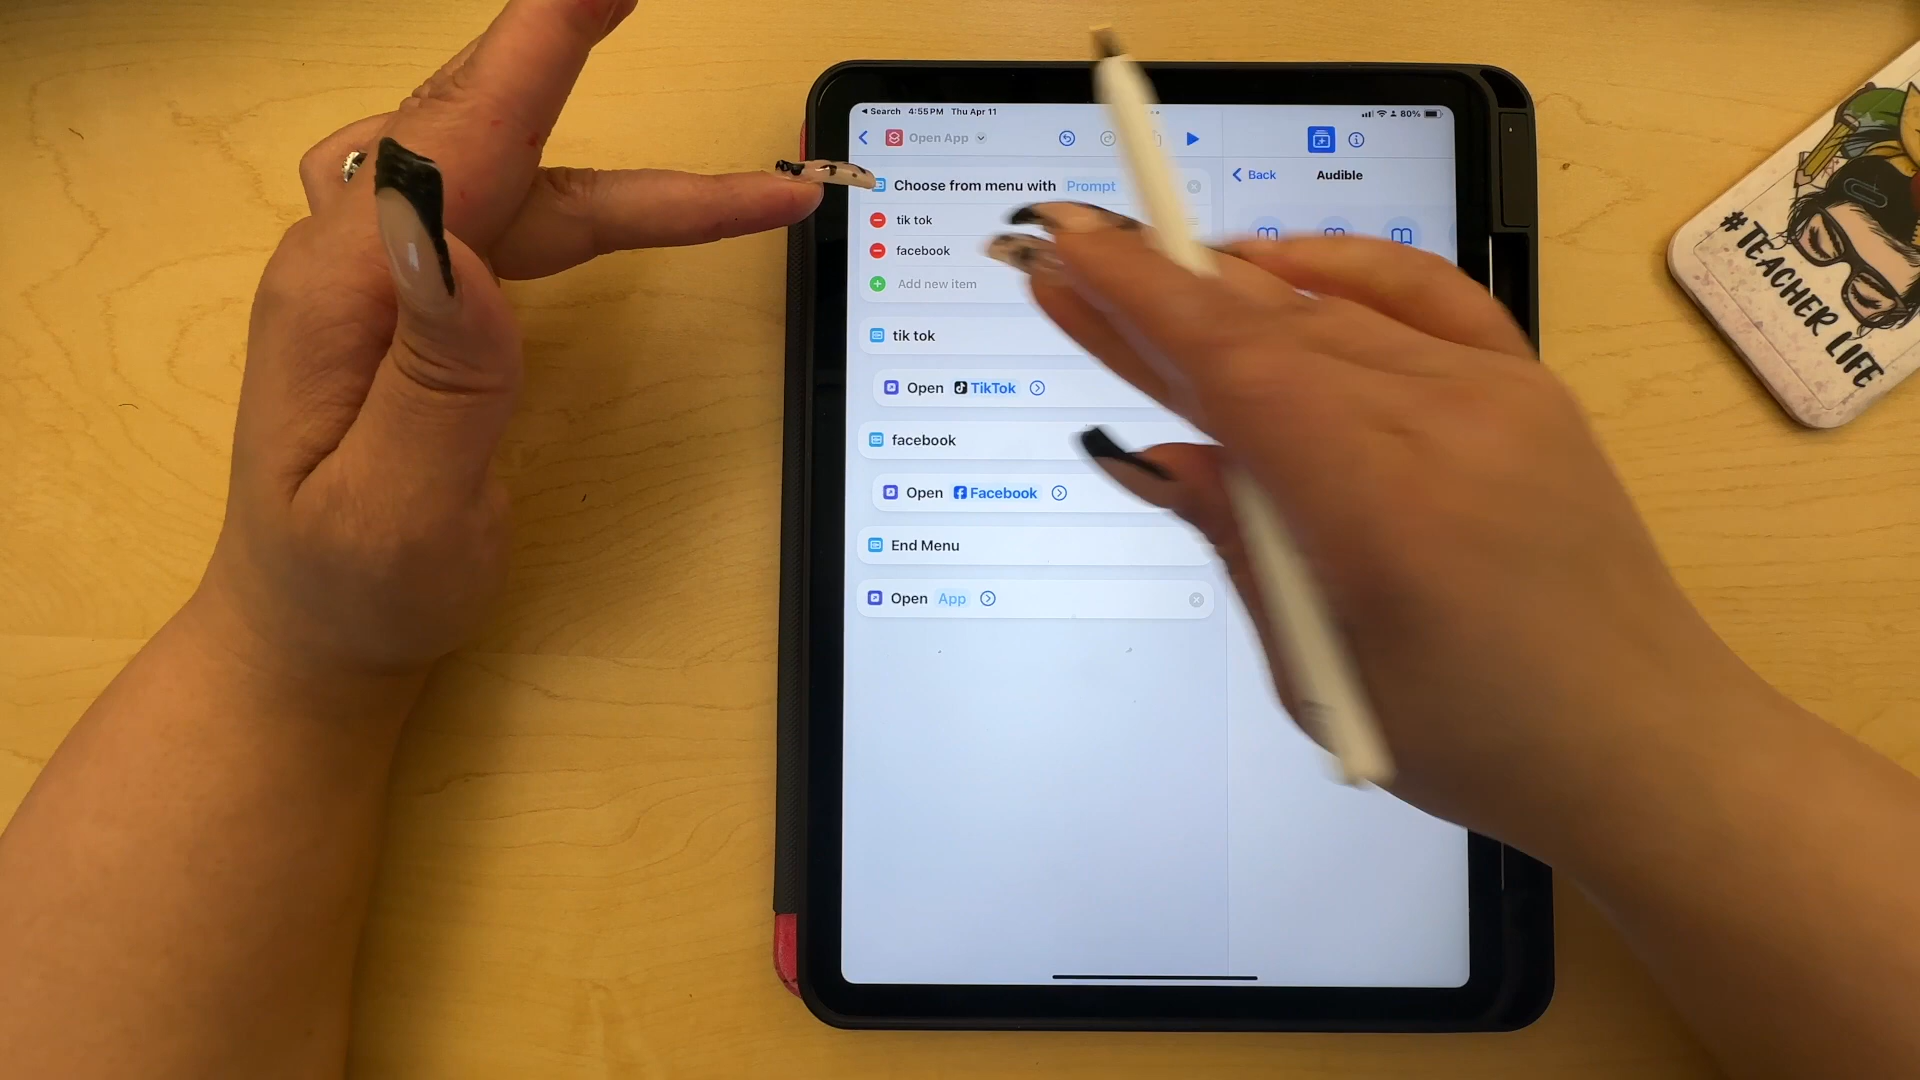 Search 4:55 PM Thu Apr 11
80%
Open App
Choose from menu with Prompt
tik tok
facebook
Add new item
tik tok
Open TikTok
facebook
Open Facebook
End Menu
Open App
Back
Audible
#TEACHER LIFE